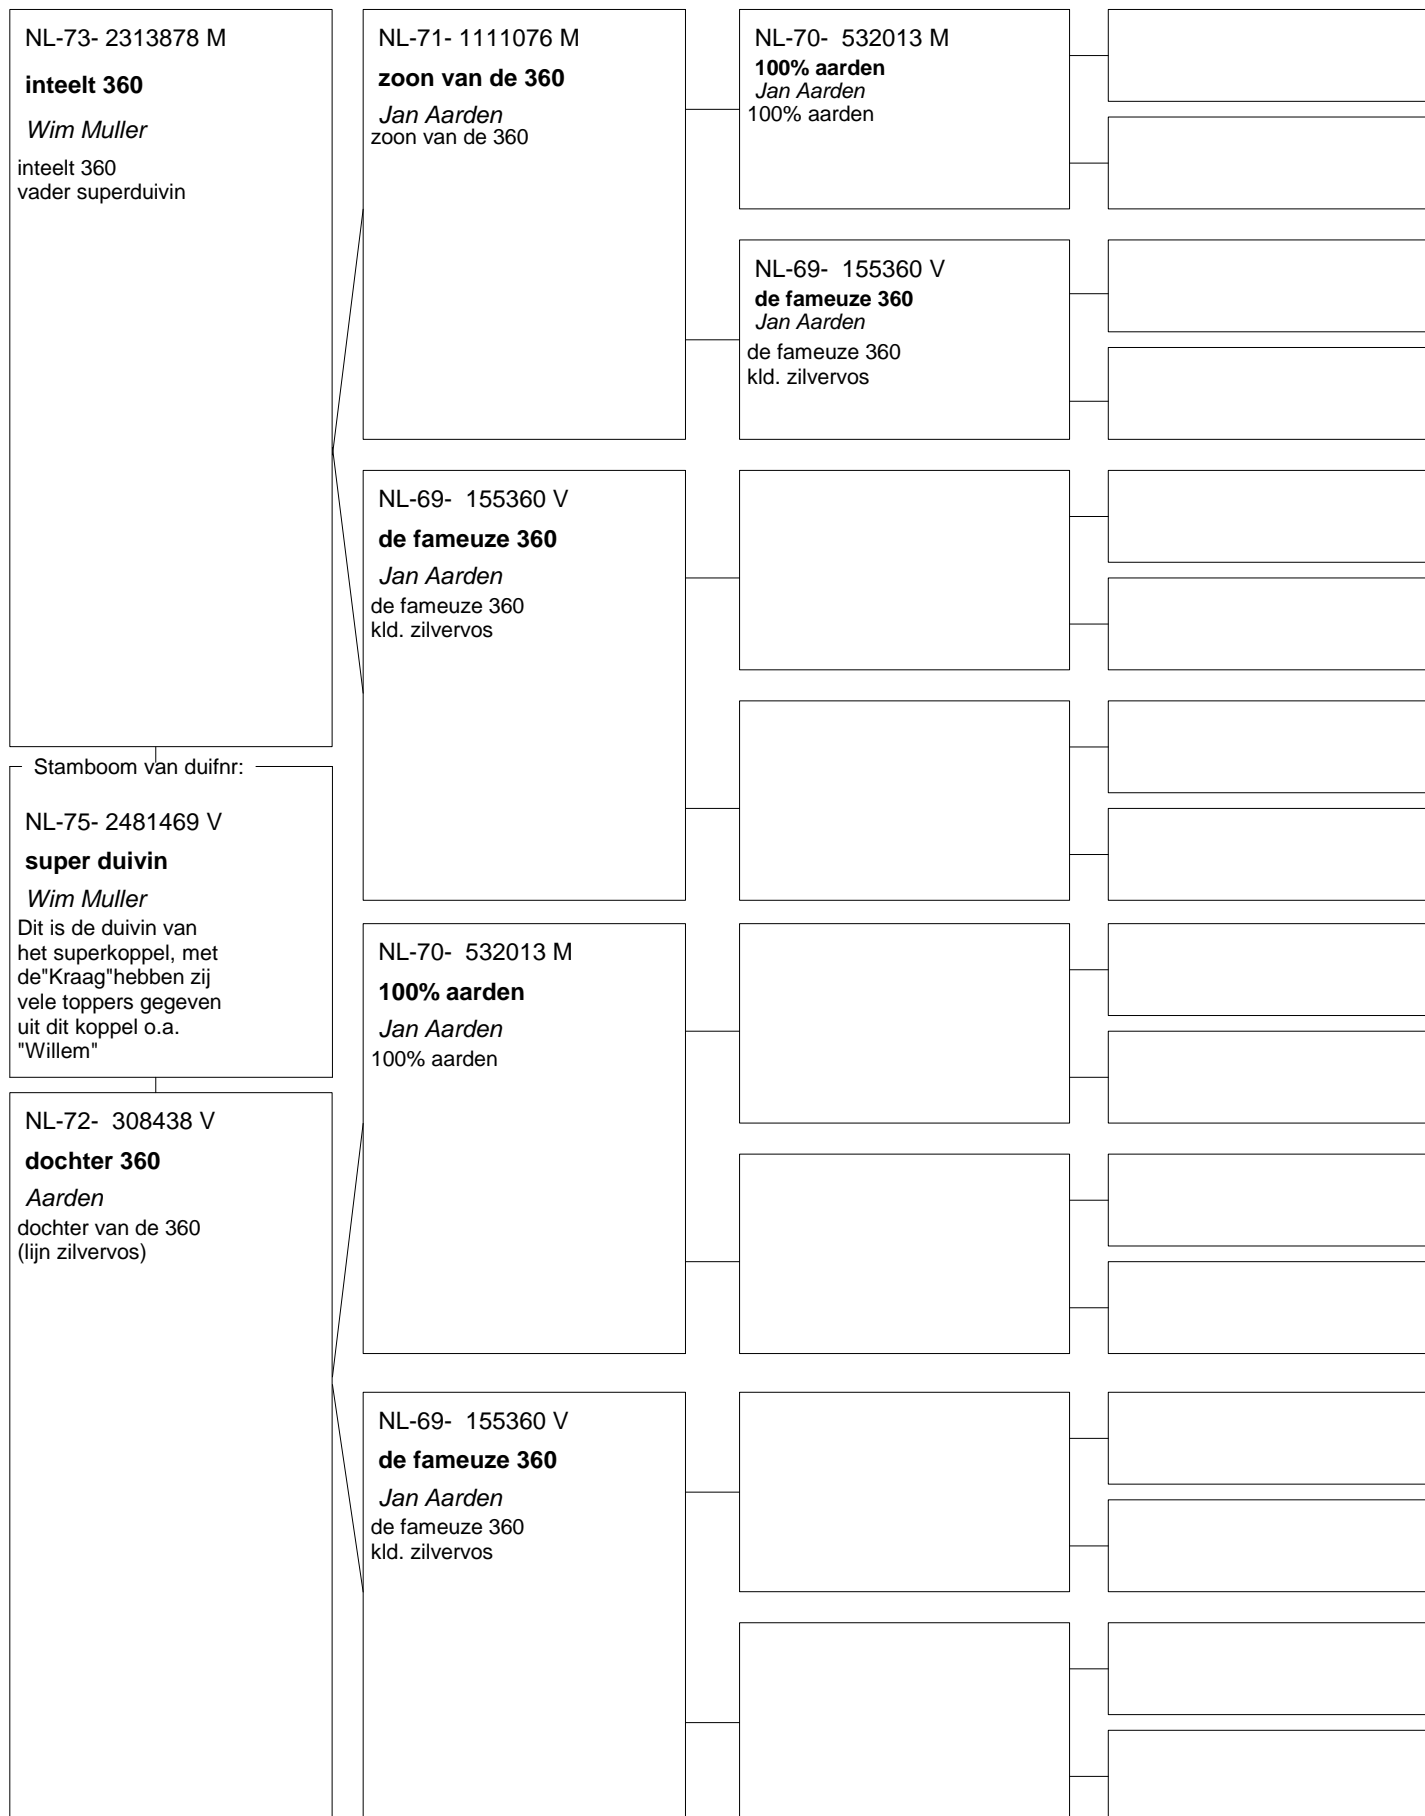 NL-73- 2313878 M
inteelt 360
Wim Muller
inteelt 360
vader superduivin
Stamboom van duifnr:
NL-75- 2481469 V
super duivin
Wim Muller
Dit is de duivin van
het superkoppel, met
de"Kraag"hebben zij
vele toppers gegeven
uit dit koppel o.a.
"Willem"
NL-72- 308438 V
dochter 360
Aarden
dochter van de 360
(lijn zilvervos)
NL-71- 1111076 M
zoon van de 360
Jan Aarden
zoon van de 360
NL-69- 155360 V
de fameuze 360
Jan Aarden
de fameuze 360
kld. zilvervos
NL-70- 532013 M
100% aarden
Jan Aarden
100% aarden
NL-69- 155360 V
de fameuze 360
Jan Aarden
de fameuze 360
kld. zilvervos
NL-70- 532013 M
100% aarden
Jan Aarden
100% aarden
NL-69- 155360 V
de fameuze 360
Jan Aarden
de fameuze 360
kld. zilvervos